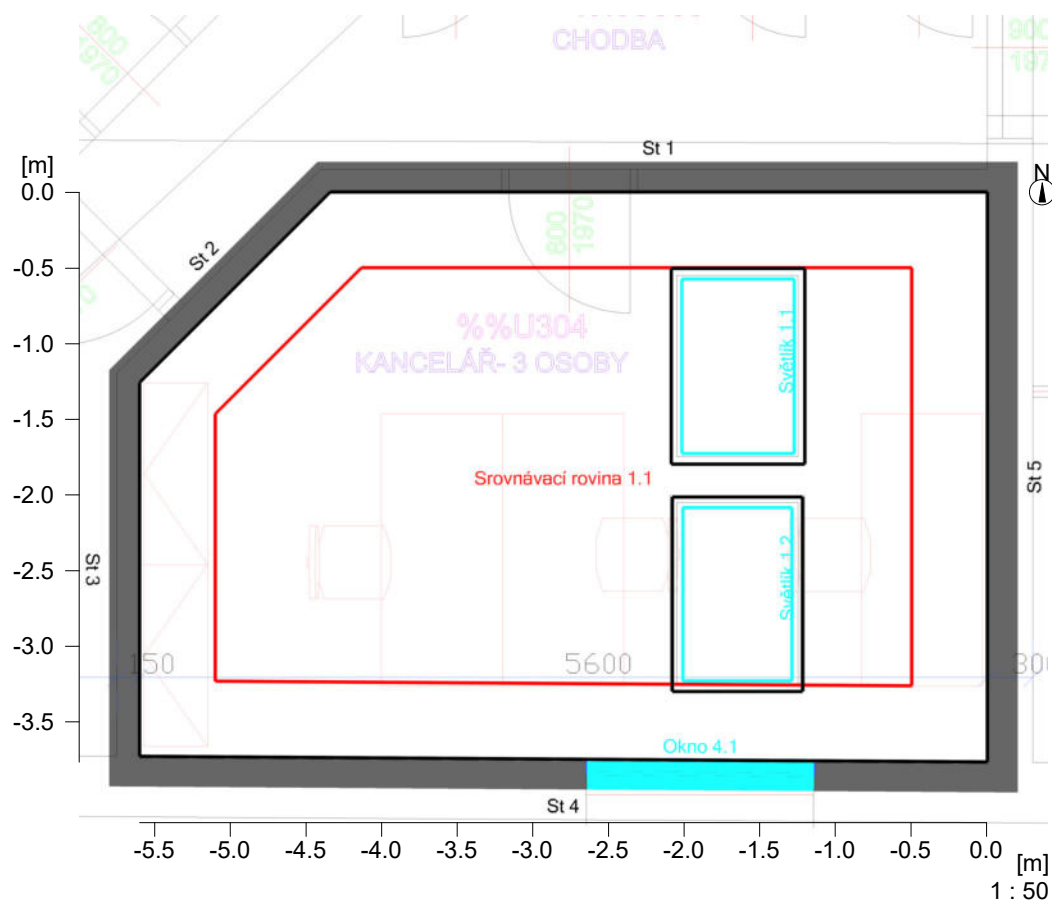 CHODBA
800
1970
900
197
St 1
[m]
0.0
N
St 2
800
1970
-0.5
%%U304
KANCELÁŘ- 3 OSOBY
Světlík 1.1
-1.0
-1.5
Srovnávací rovina 1.1
St 5
-2.0
-2.5
St 3
Světlík 1.2
-3.0
150
5600
300
-3.5
Okno 4.1
St 4
-5.5 -5.0 -4.5 -4.0 -3.5 -3.0 -2.5 -2.0 -1.5 -1.0 -0.5 0.0
[m]
1 : 50